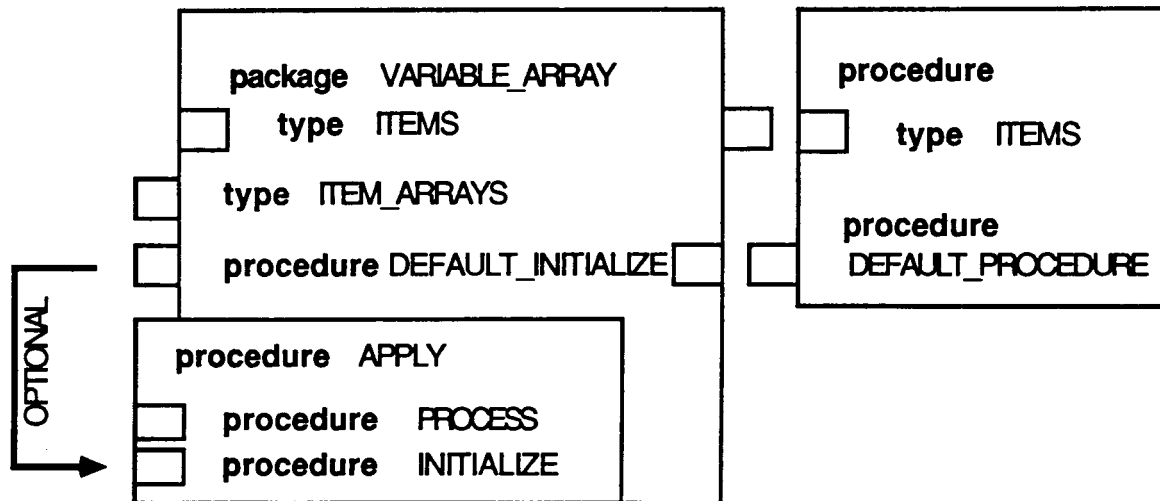 package VARIABLE_ARRAY
type ITEMS
type ITEM_ARRAYS
procedure DEFAULT_INITIALIZE
OPTIONAL
procedure APPLY
procedure PROCESS
procedure INITIALIZE
procedure
type ITEMS
procedure
DEFAULT_PROCEDURE